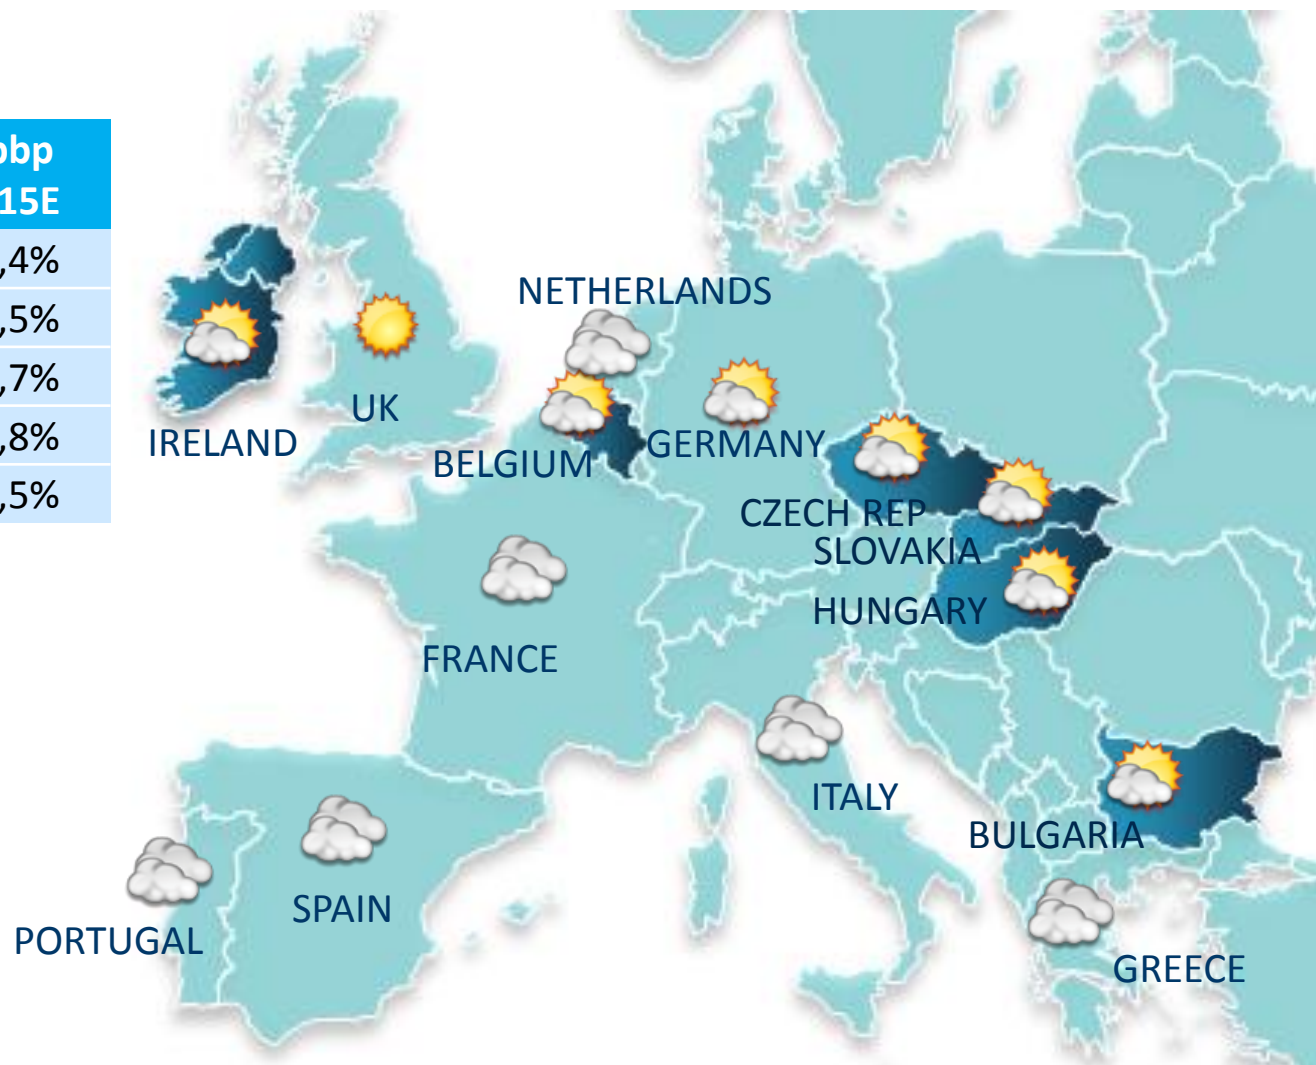 bp
15E
,4%
,5%
,7%
,8%
,5%
NETHERLANDS
UK
IRELAND
BELGIUM
GERMANY
CZECH REP
SLOVAKIA
HUNGARY
FRANCE
ITALY
BULGARIA
SPAIN
PORTUGAL
GREECE